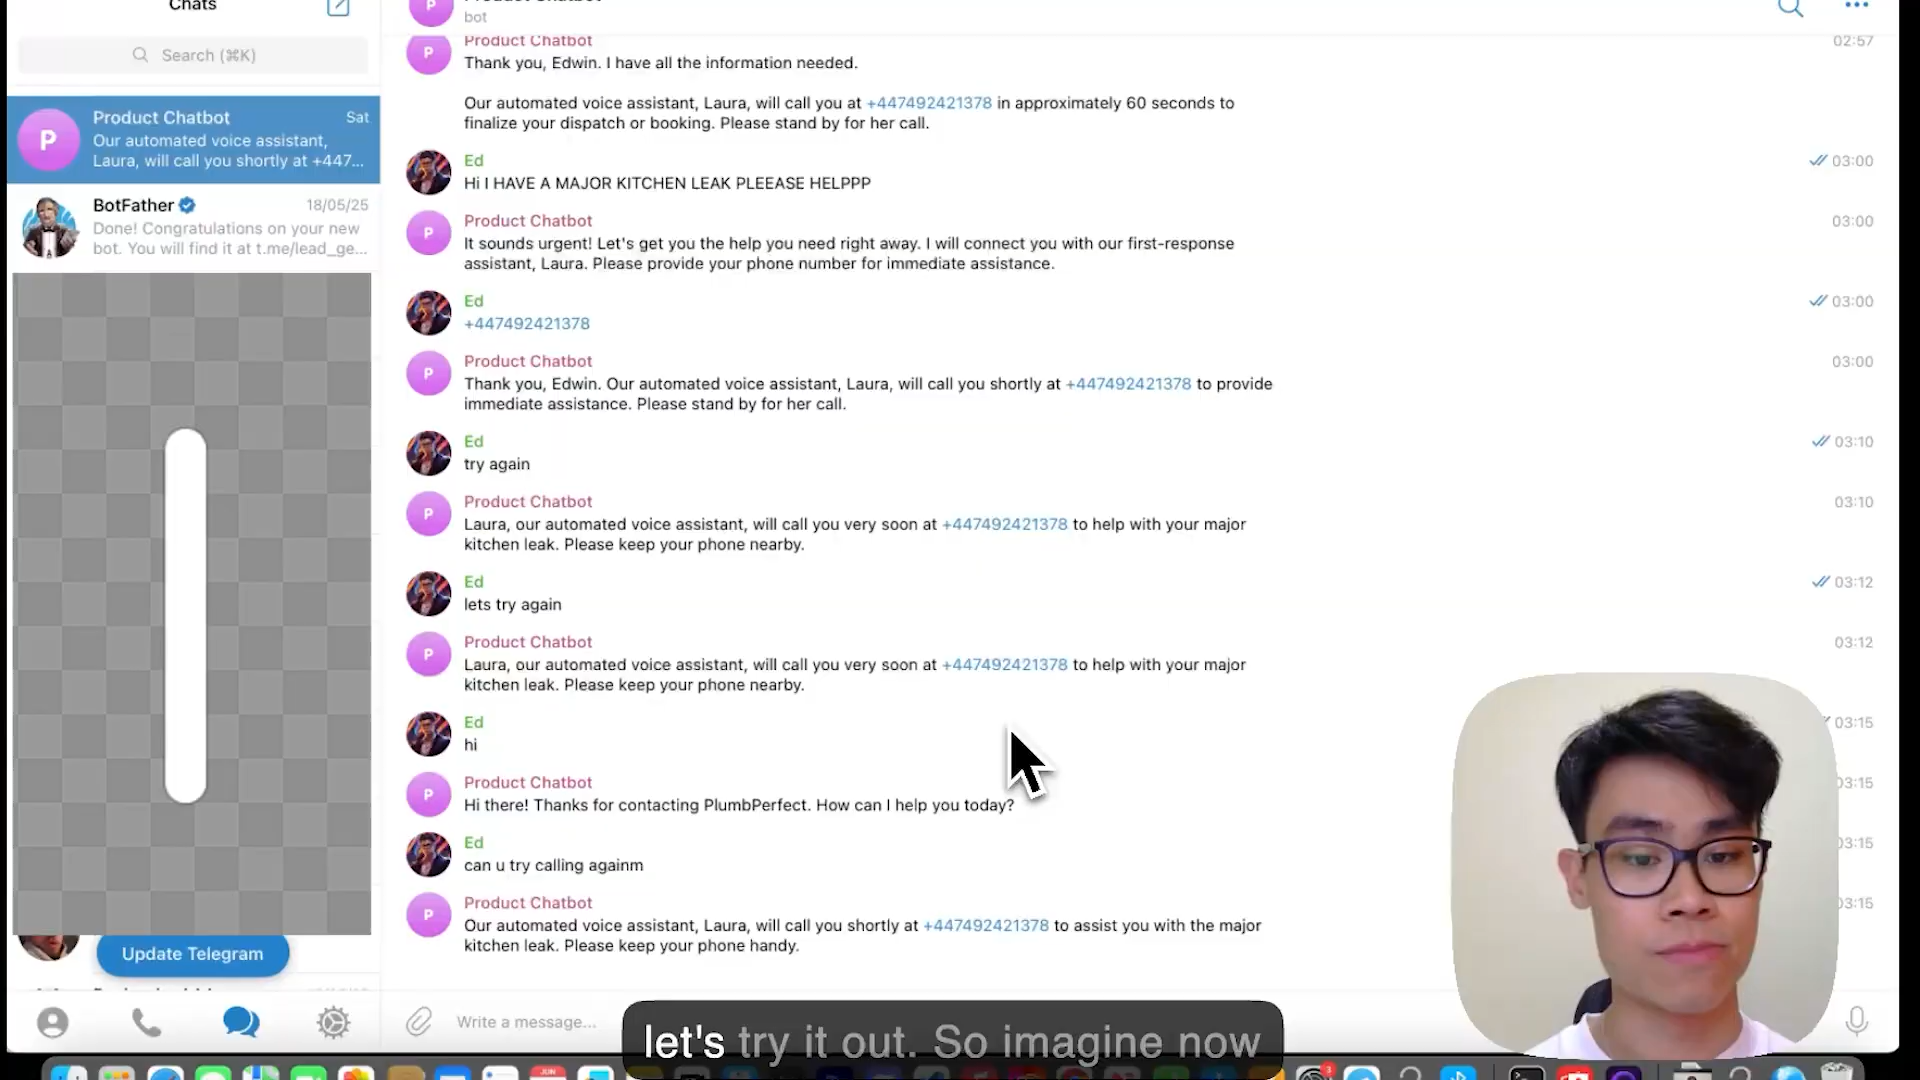 Chats
Search (⌘K)
Product Chatbot
Sat
Our automated voice assistant,
Laura, will call you shortly at +447...
BotFather
18/05/25
Done! Congratulations on your new
bot. You will find it at t.me/lead_ge...
Update Telegram
bot
Product Chatbot
02:57
Thank you, Edwin. I have all the information needed.
Our automated voice assistant, Laura, will call you at +447492421378 in approximately 60 seconds to
finalize your dispatch or booking. Please stand by for her call.
Ed
03:00
Hi I HAVE A MAJOR KITCHEN LEAK PLEEASE HELPPP
Product Chatbot
03:00
It sounds urgent! Let's get you the help you need right away. I will connect you with our first-response
assistant, Laura. Please provide your phone number for immediate assistance.
Ed
03:00
+447492421378
Product Chatbot
03:00
Thank you, Edwin. Our automated voice assistant, Laura, will call you shortly at +447492421378 to provide
immediate assistance. Please stand by for her call.
Ed
03:10
try again
Product Chatbot
03:10
Laura, our automated voice assistant, will call you very soon at +447492421378 to help with your major
kitchen leak. Please keep your phone nearby.
Ed
03:12
lets try again
Product Chatbot
03:12
Laura, our automated voice assistant, will call you very soon at +447492421378 to help with your major
kitchen leak. Please keep your phone nearby.
Ed
03:15
hi
Product Chatbot
03:15
Hi there! Thanks for contacting PlumbPerfect. How can I help you today?
Ed
03:15
can u try calling againm
Product Chatbot
03:15
Our automated voice assistant, Laura, will call you shortly at +447492421378 to assist you with the major
kitchen leak. Please keep your phone handy.
Write a message...
let's try it out. So imagine now
JUN